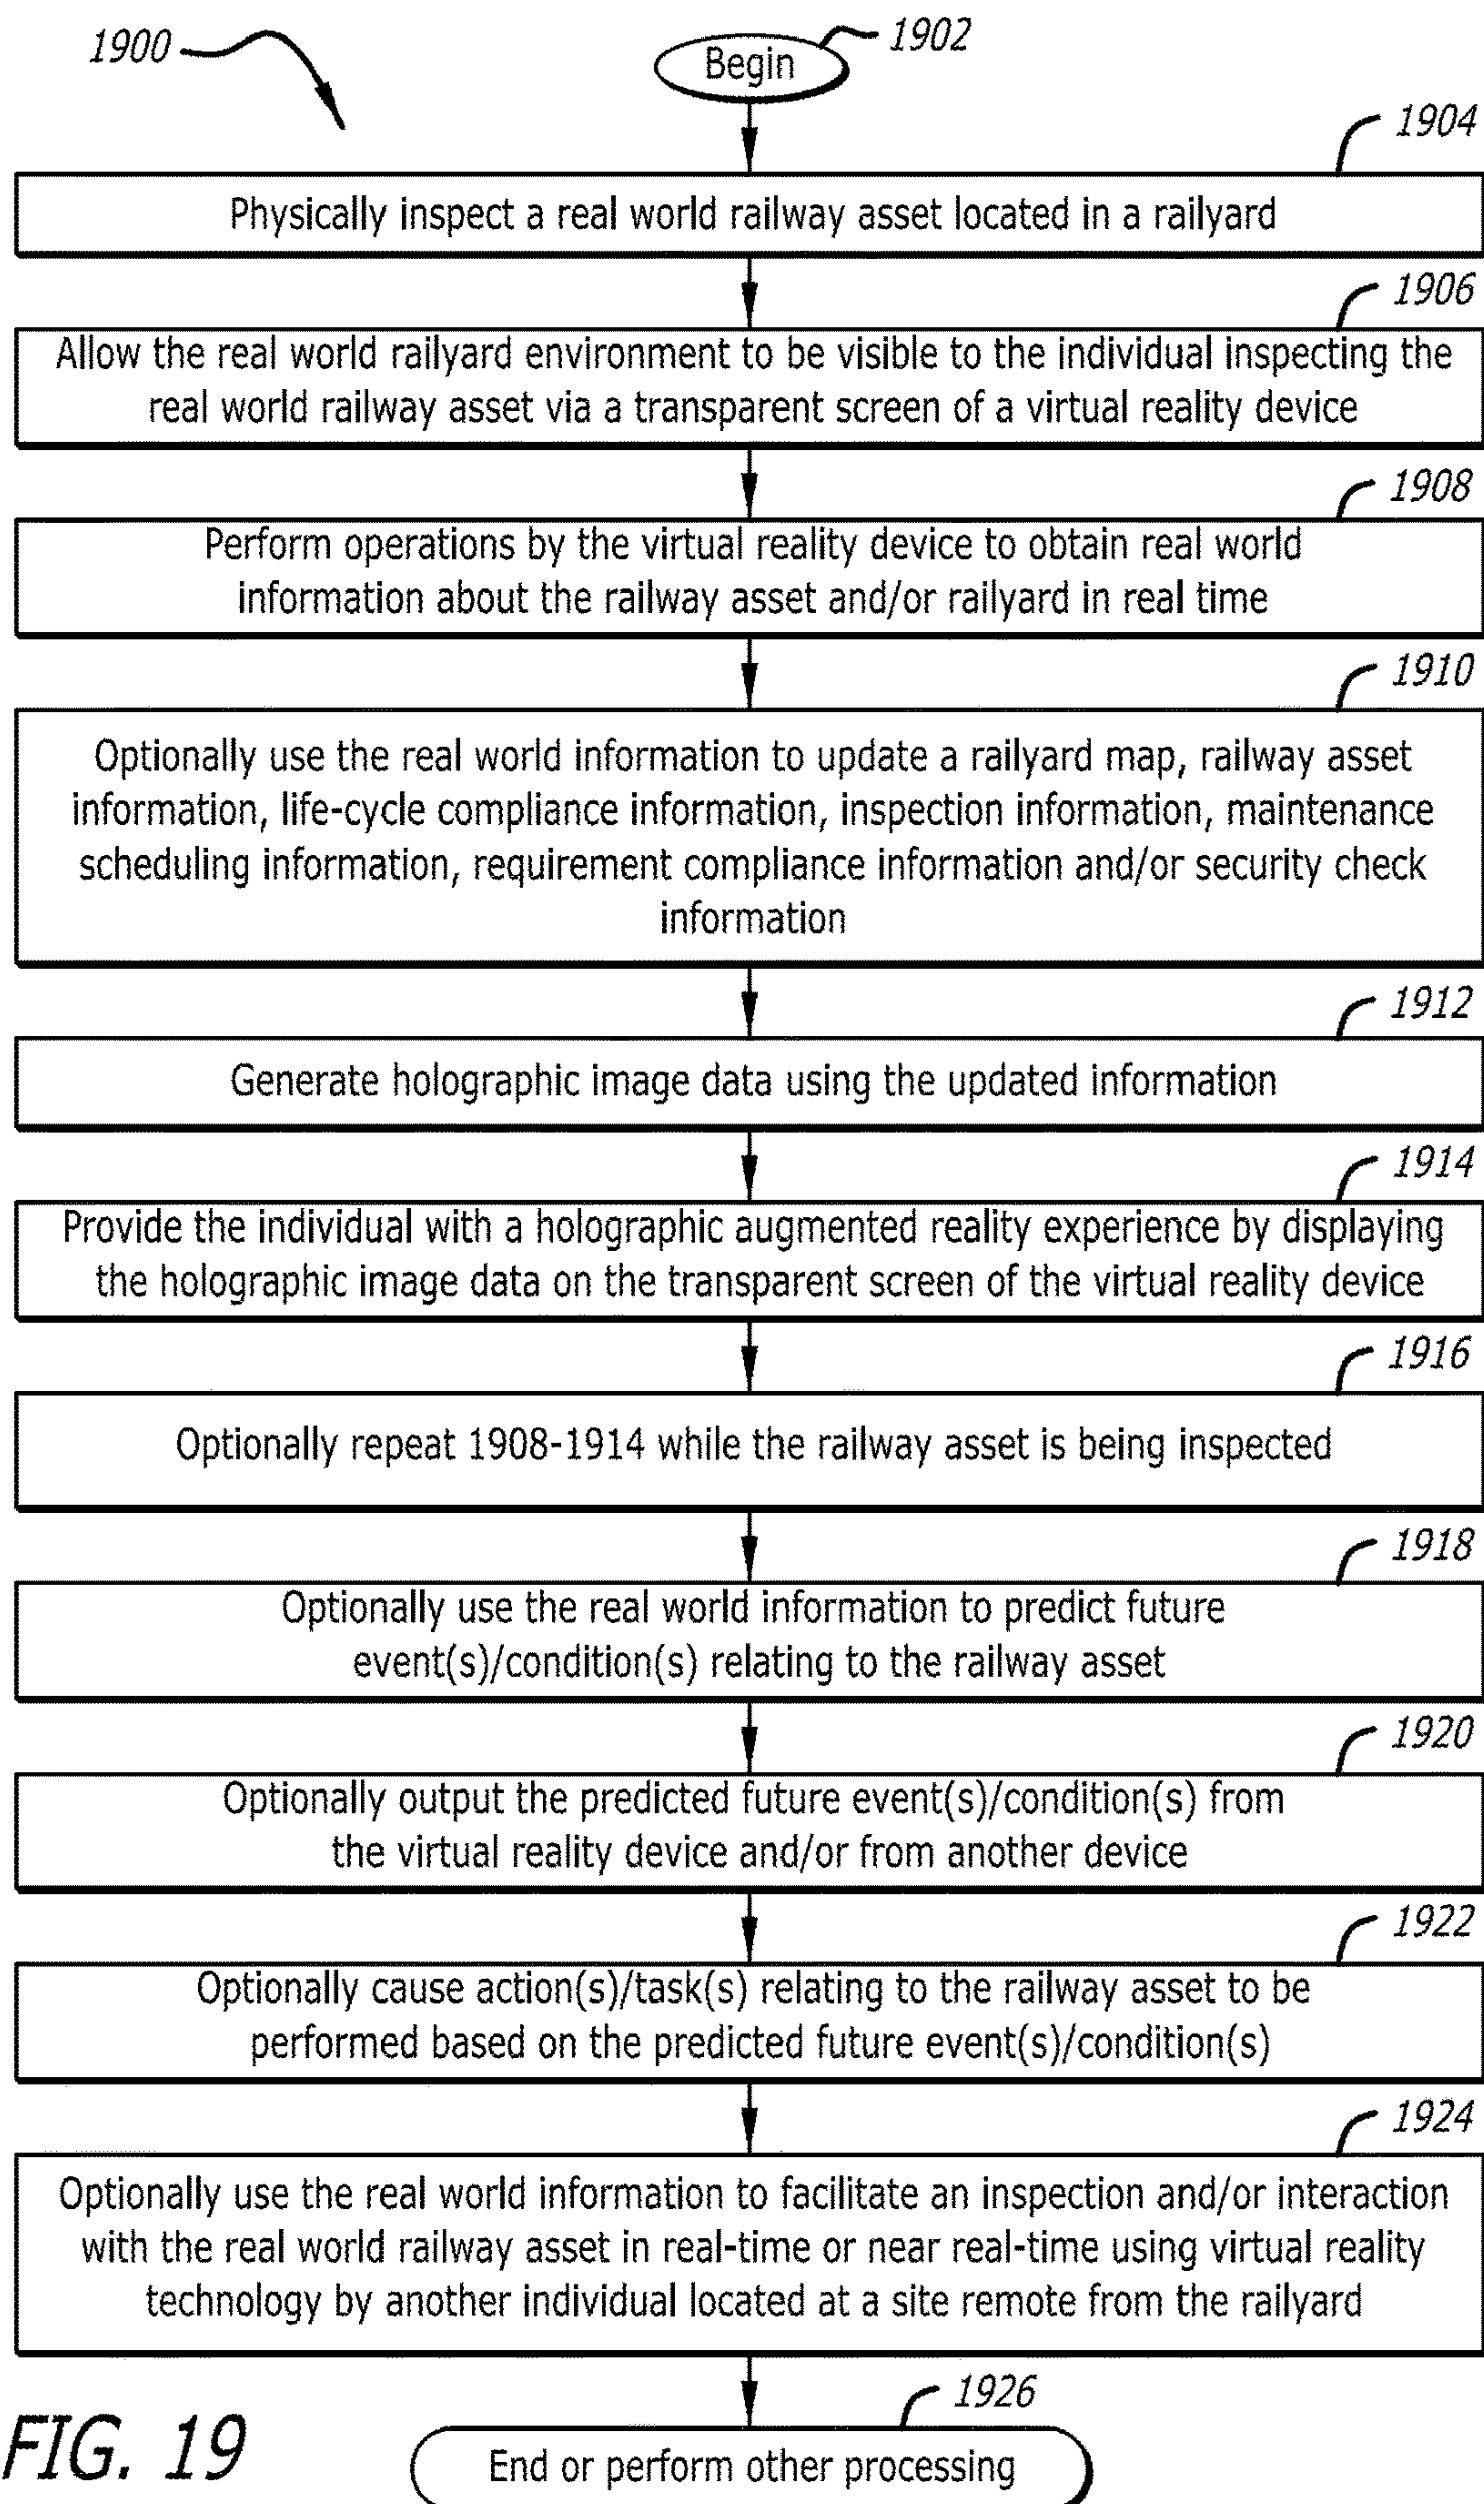 1900
Begin
1902
1904
Physically inspect a real world railway asset located in a railyard
1906
Allow the real world railyard environment to be visible to the individual inspecting the
real world railway asset via a transparent screen of a virtual reality device
1908
Perform operations by the virtual reality device to obtain real world
information about the railway asset and/or railyard in real time
1910
Optionally use the real world information to update a railyard map, railway asset
information, life-cycle compliance information, inspection information, maintenance
scheduling information, requirement compliance information and/or security check
information
1912
Generate holographic image data using the updated information
1914
Provide the individual with a holographic augmented reality experience by displaying
the holographic image data on the transparent screen of the virtual reality device
1916
Optionally repeat 1908-1914 while the railway asset is being inspected
1918
Optionally use the real world information to predict future
event(s)/condition(s) relating to the railway asset
1920
Optionally output the predicted future event(s)/condition(s) from
the virtual reality device and/or from another device
1922
Optionally cause action(s)/task(s) relating to the railway asset to be
performed based on the predicted future event(s)/condition(s)
1924
Optionally use the real world information to facilitate an inspection and/or interaction
with the real world railway asset in real-time or near real-time using virtual reality
technology by another individual located at a site remote from the railyard
1926
FIG. 19
End or perform other processing